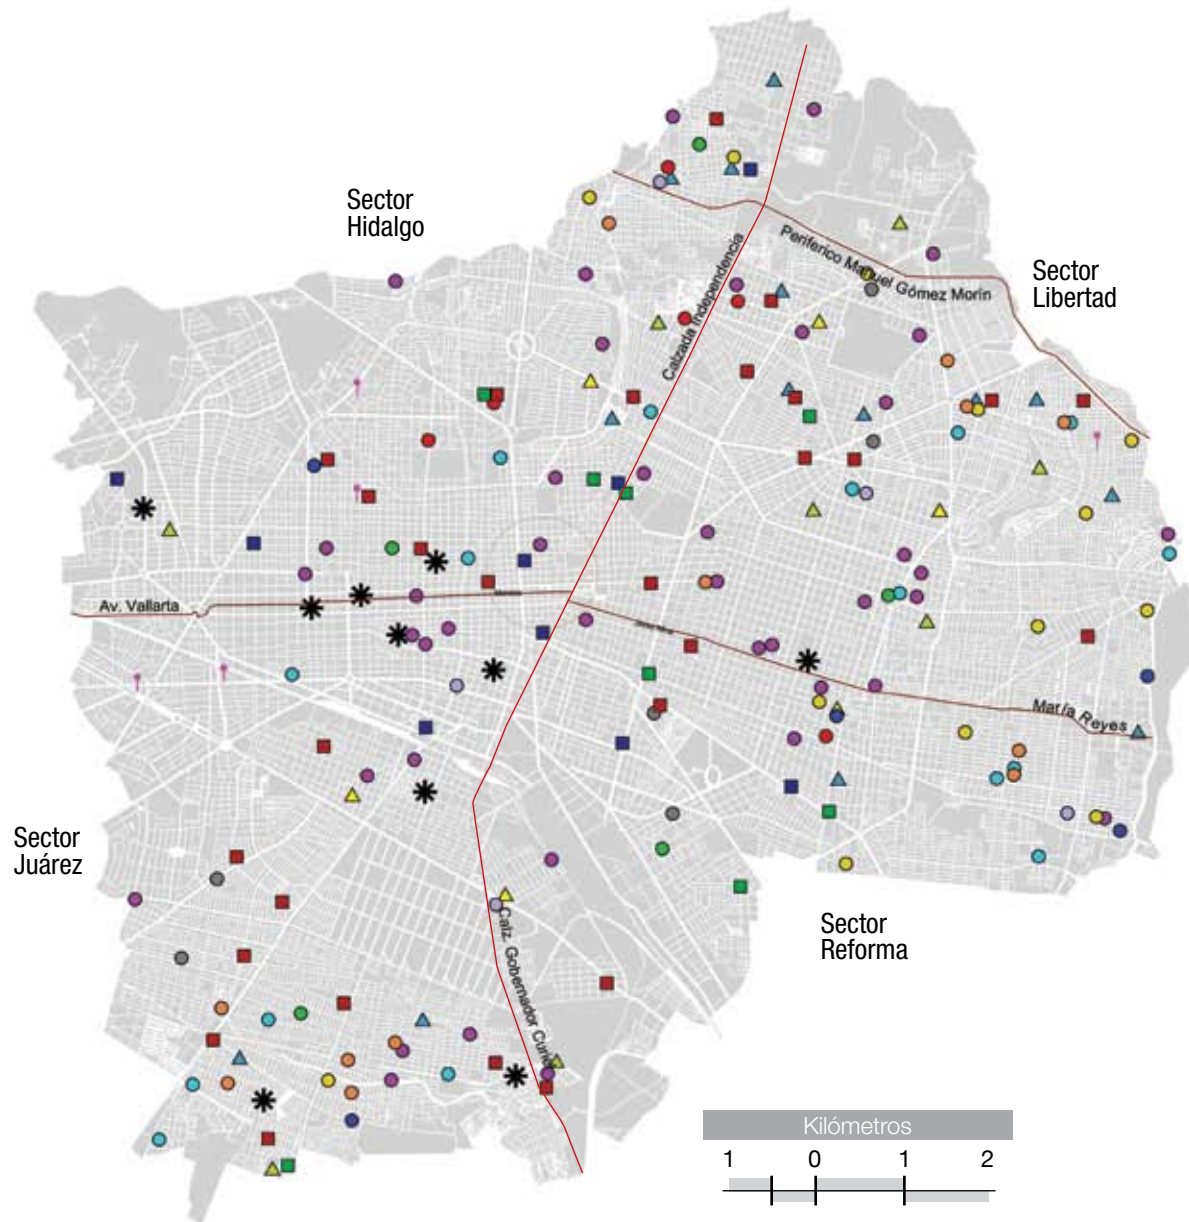 Sector
Hidalgo
Calzada Independencia
Periferico Manuel Gómez Morín
Sector
Libertad
Av. Vallarta
María Reyes
Sector
Juárez
Sector
Reforma
Calz. Gobernador Curiel
Kilómetros
1 0 1 2